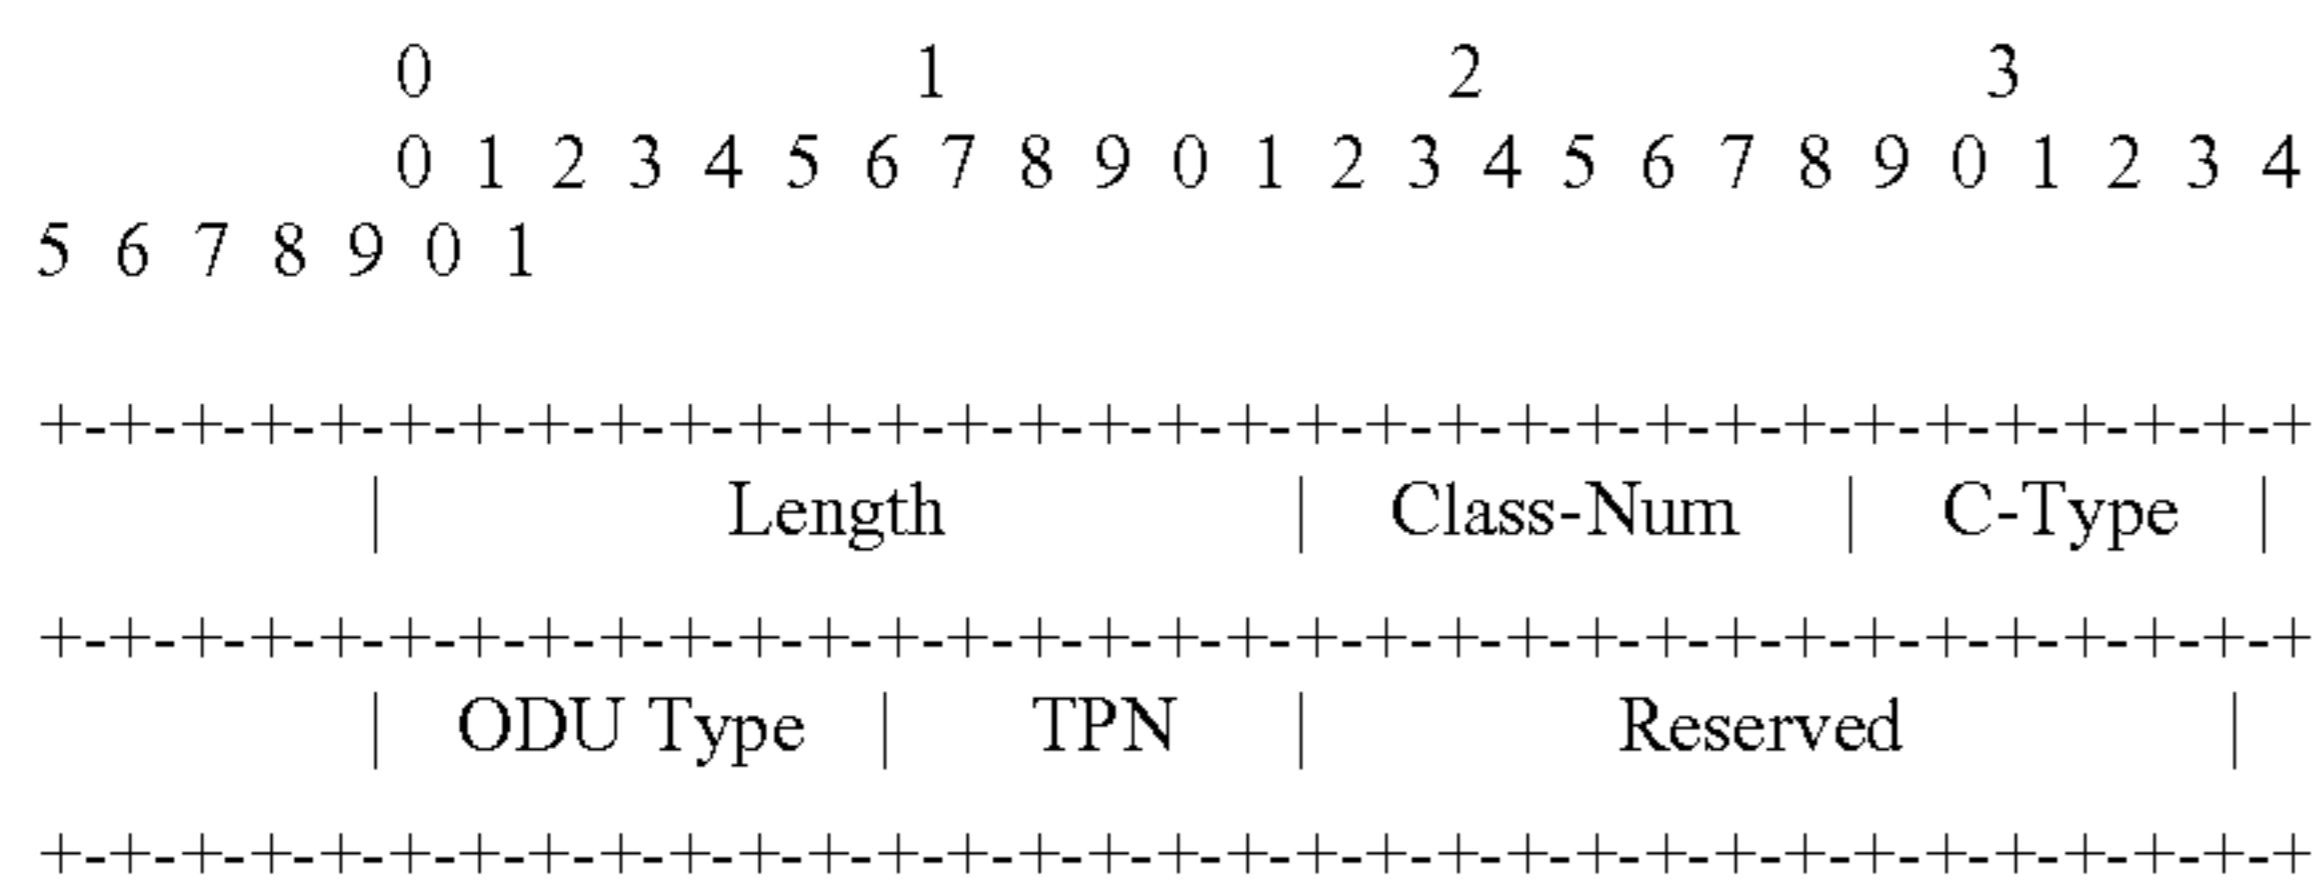 0 1 2 3
0 1 2 3 4 5 6 7 8 9 0 1 2 3 4 5 6 7 8 9 0 1 2 3 4
5 6 7 8 9 0 1
+-+-+-+-+-+-+-+-+-+-+-+-+-+-+-+-+-+-+-+-+-+-+-+-+-+-+-+-+-+-+-+-+
| Length | Class-Num | C-Type |
+-+-+-+-+-+-+-+-+-+-+-+-+-+-+-+-+-+-+-+-+-+-+-+-+-+-+-+-+-+-+-+-+
| ODU Type | TPN | Reserved |
+-+-+-+-+-+-+-+-+-+-+-+-+-+-+-+-+-+-+-+-+-+-+-+-+-+-+-+-+-+-+-+-+